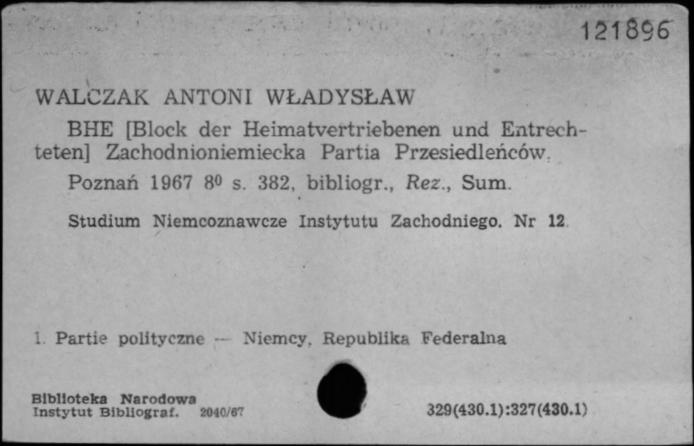 121896
WALCZAK ANTONI WŁADYSŁAW
BHE [Block der Heimatvertriebenen und Entrech-
teten] Zachodnioniemiecka Partia Przesiedleńców.
Poznań 1967 8⁰ s. 382, bibliogr., Rez., Sum.
Studium Niemcoznawcze Instytutu Zachodniego. Nr 12.
1. Partie polityczne — Niemcy, Republika Federalna
Biblioteka Narodowa
Instytut Bibliograf. 2040/67
329(430.1):327(430.1)